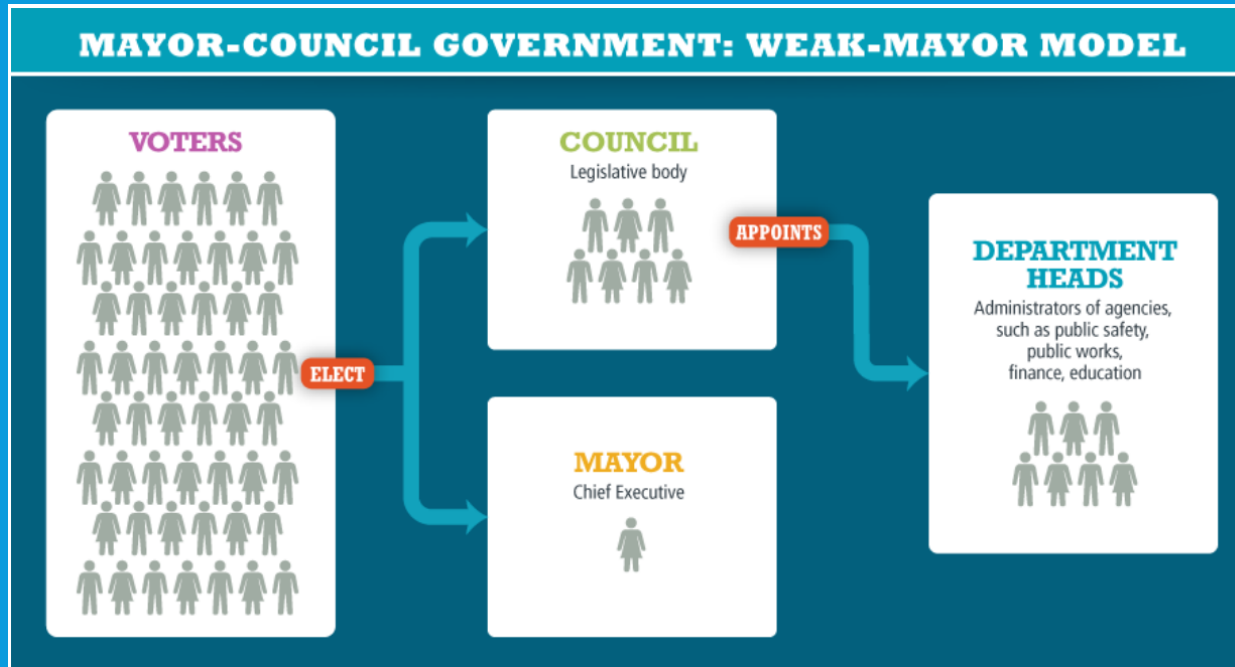 MAYOR-COUNCIL GOVERNMENT: WEAK-MAYOR MODEL
VOTERS
ELECT
COUNCIL
Legislative body
APPOINTS
MAYOR
Chief Executive
DEPARTMENT
HEADS
Administrators of agencies,
such as public safety,
public works,
finance, education